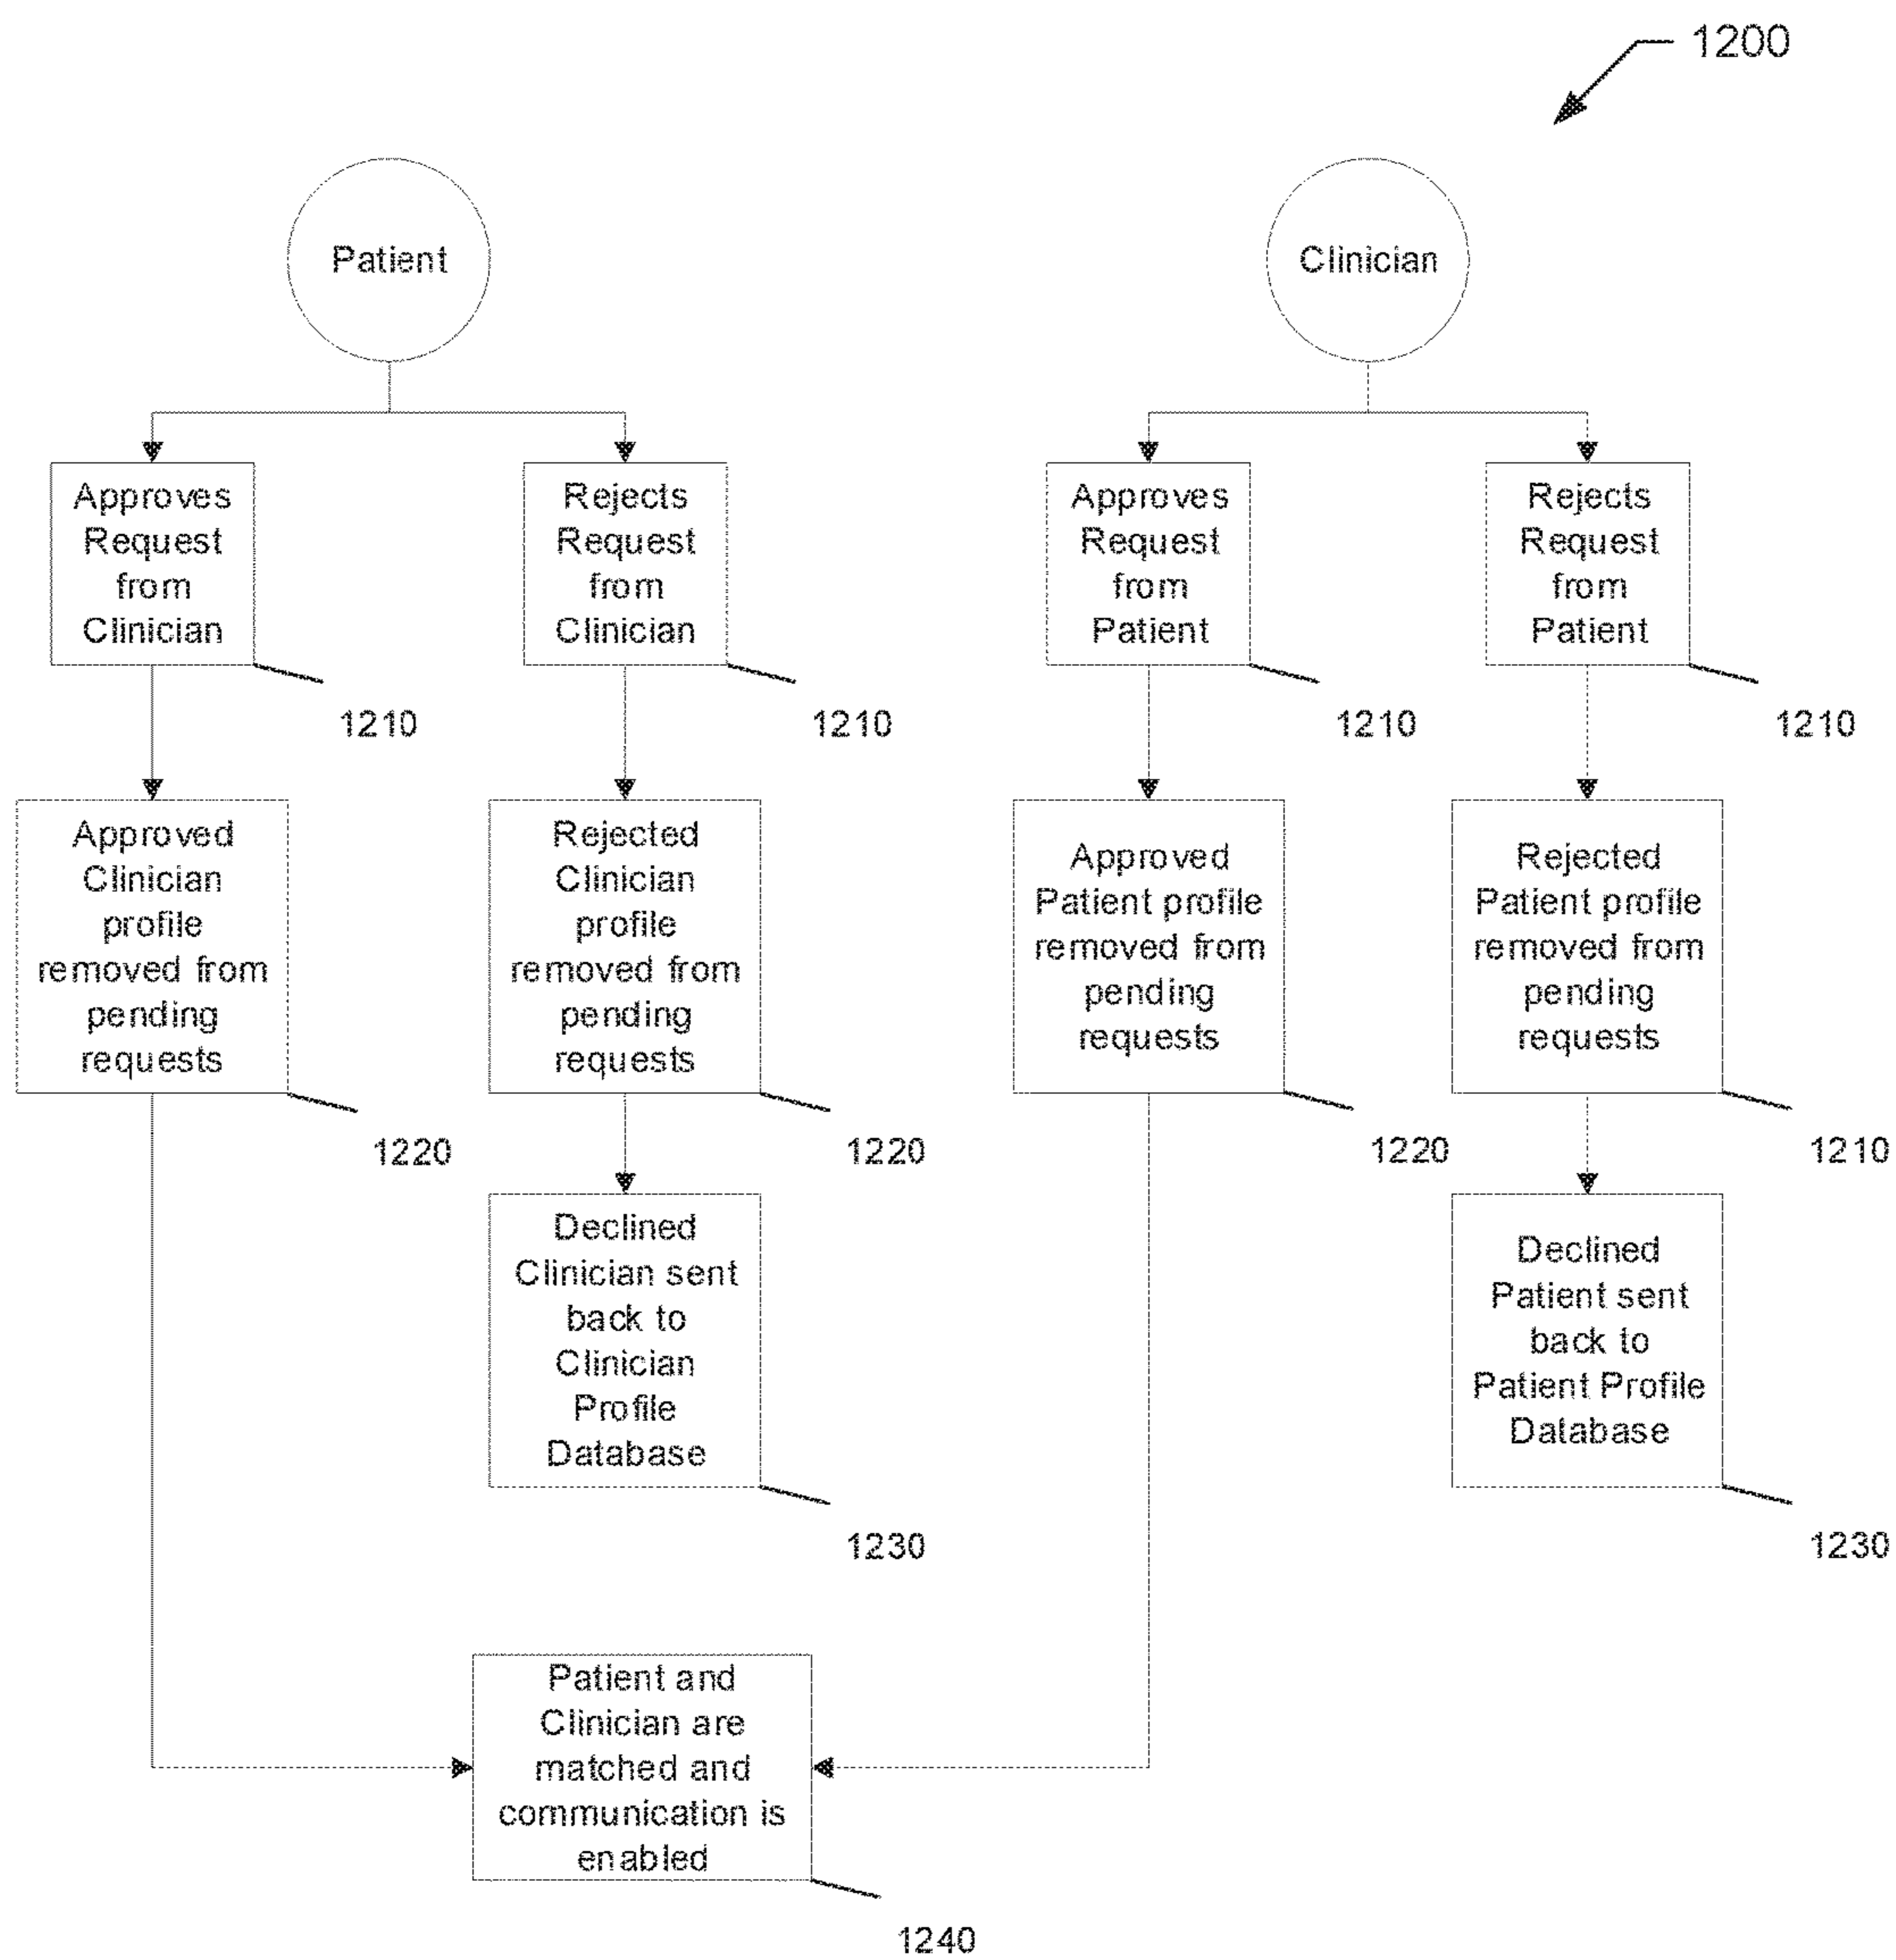 1200
Patient
Clinician
Approves
Request
from
Clinician
1210
Rejects
Request
from
Clinician
1210
Approves
Request
from
Patient
1210
Rejects
Request
from
Patient
1210
Approved
Clinician
profile
removed from
pending
requests
1220
Rejected
Clinician
profile
removed from
pending
requests
1220
Approved
Patient profile
removed from
pending
requests
1220
Rejected
Patient profile
removed from
pending
requests
1210
Declined
Clinician sent
back to
Clinician
Profile
Database
1230
Declined
Patient sent
back to
Patient Profile
Database
1230
Patient and
Clinician are
matched and
communication is
enabled
1240